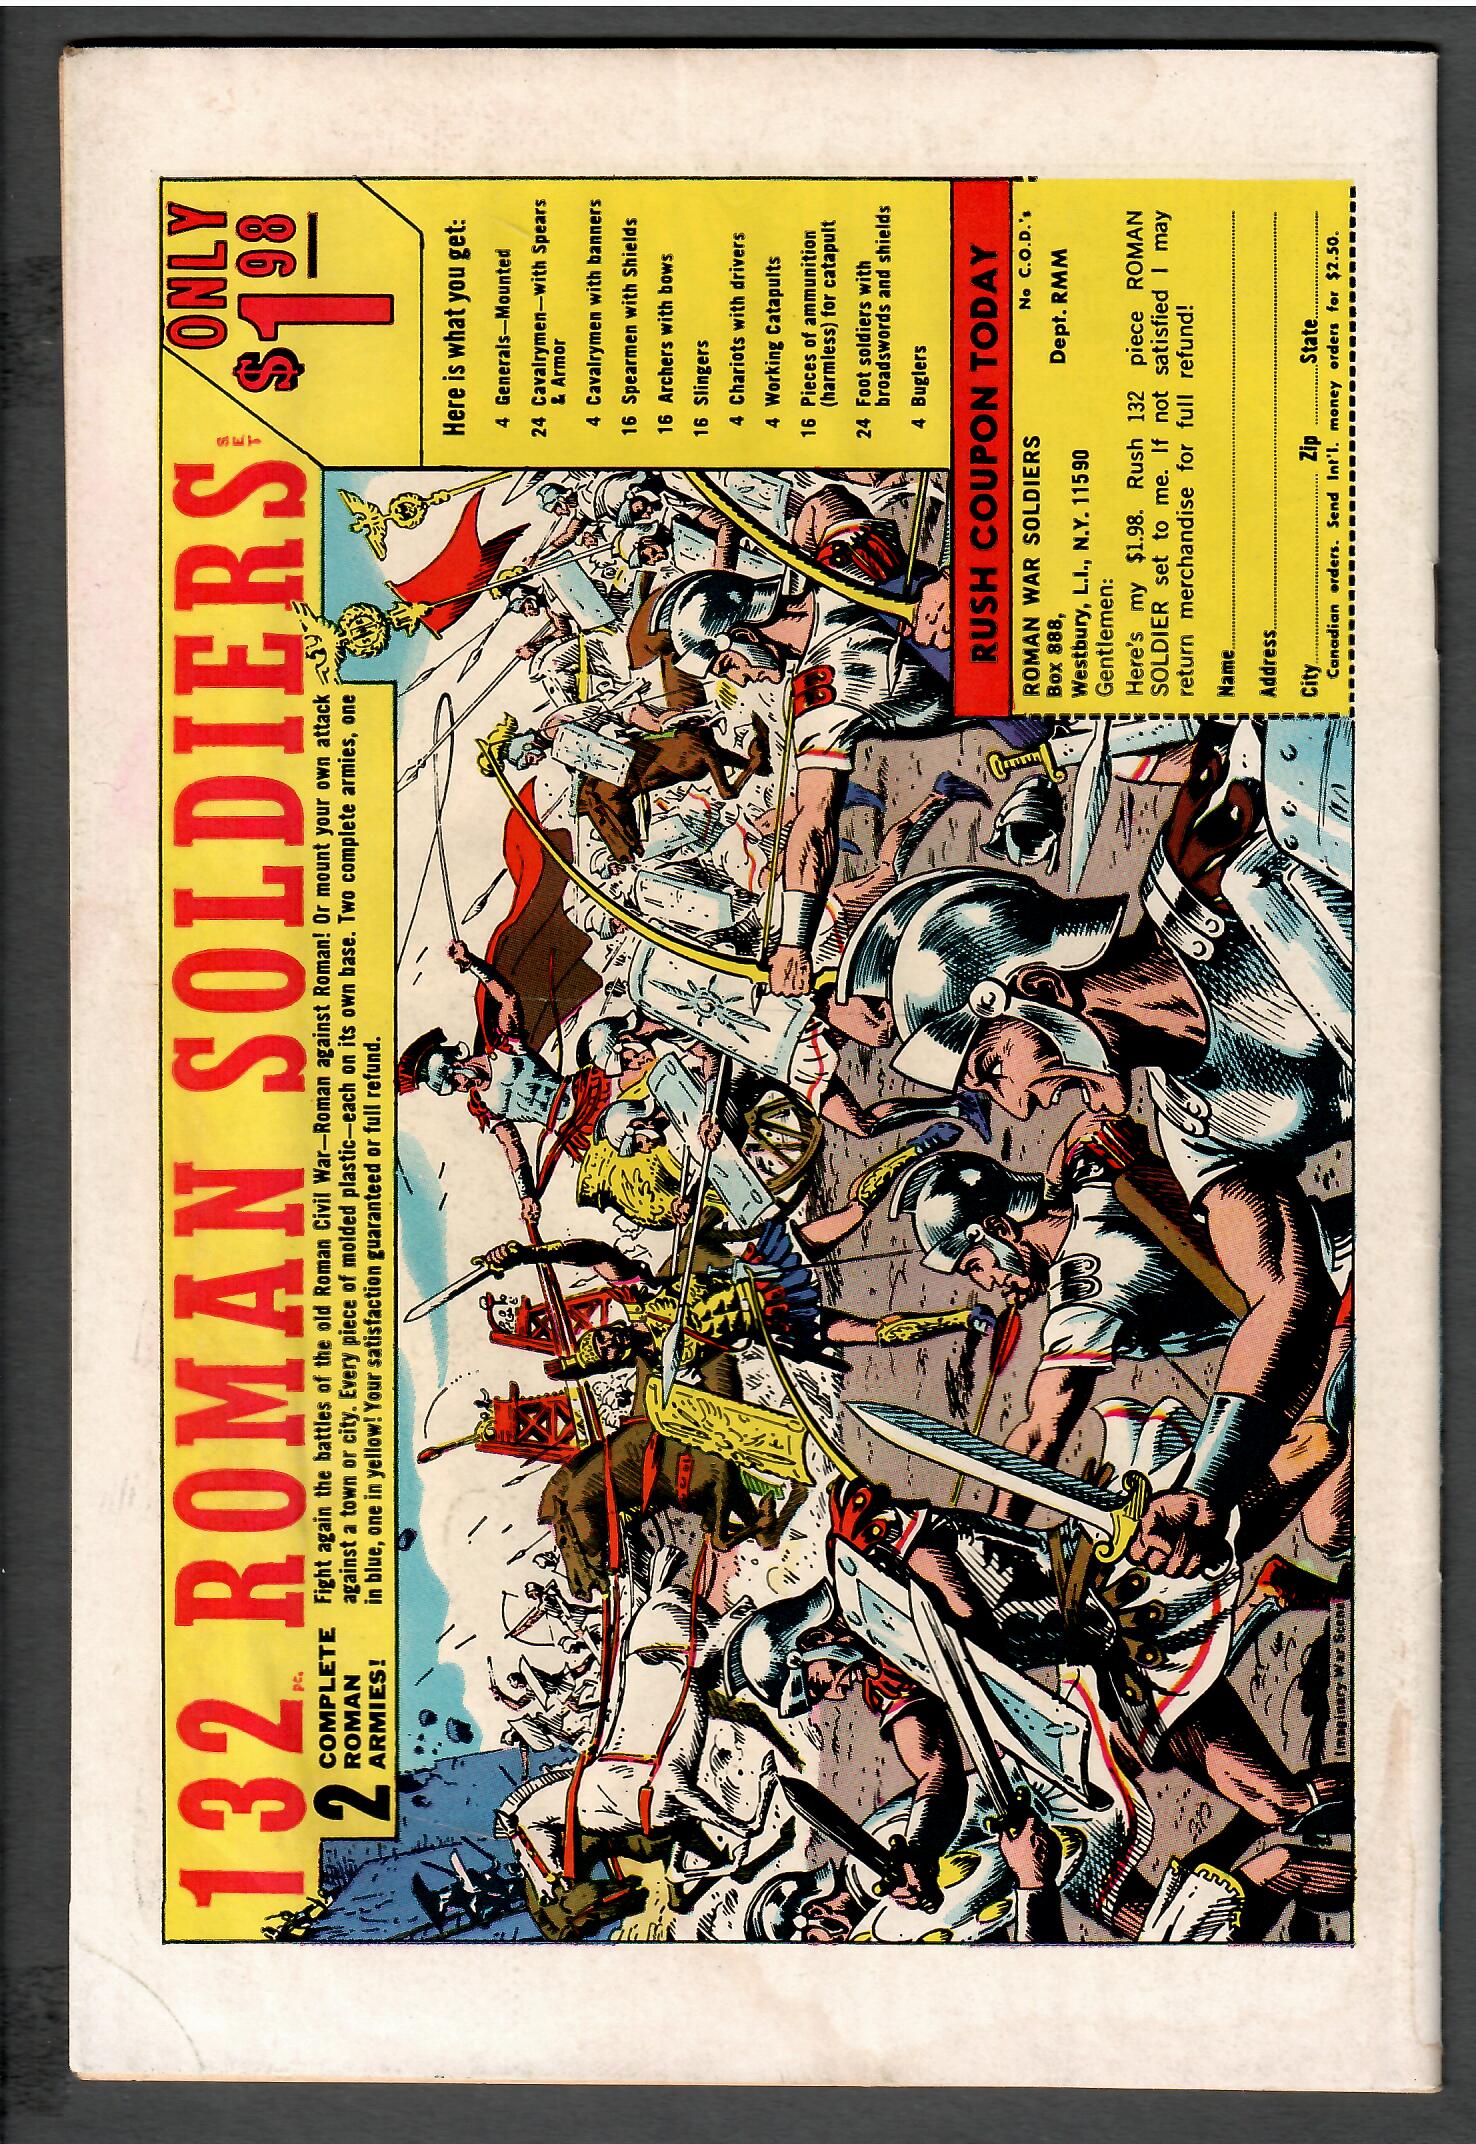 132 pc. ROMAN SOLDIERS SET
ONLY
$1.98
2 COMPLETE
ROMAN
ARMIES!
Fight again the battles of the old Roman Civil War—Roman against Roman! Or mount your own attack
against a town or city. Every piece of molded plastic—each on its own base. Two complete armies, one
in blue, one in yellow! Your satisfaction guaranteed or full refund.
Here is what you get:
4 Generals—Mounted
24 Cavalrymen—with Spears
& Armor
4 Cavalrymen with banners
16 Spearmen with Shields
16 Archers with bows
16 Slingers
4 Chariots with drivers
4 Working Catapults
16 Pieces of ammunition
(harmless) for catapult
24 Foot soldiers with
broadswords and shields
4 Buglers
Imaginary War Scene
RUSH COUPON TODAY
ROMAN WAR SOLDIERS No C.O.D.'s
Box 888, Dept. RMM
Westbury, L.I., N.Y. 11590
Gentlemen:
Here's my $1.98. Rush 132 piece ROMAN
SOLDIER set to me. If not satisfied I may
return merchandise for full refund!
Name
Address
City Zip State
Canadian orders. Send Int'l. money orders for $2.50.